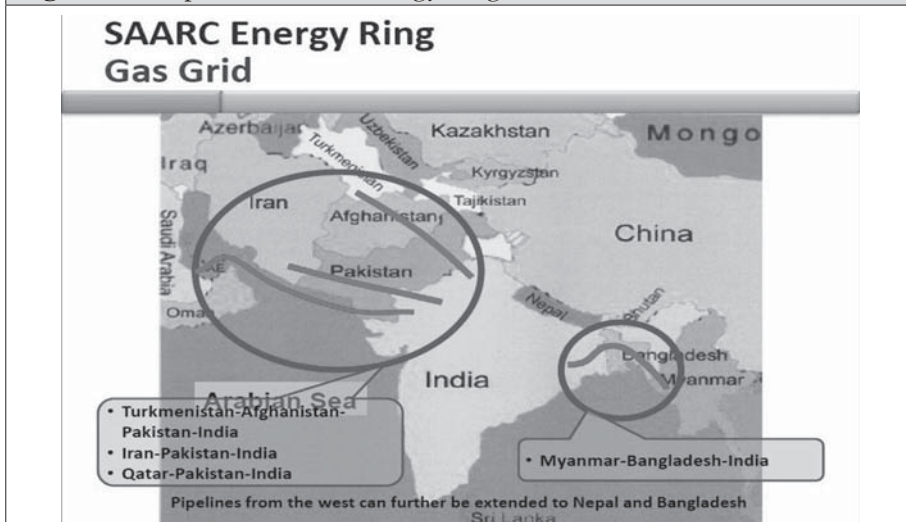 SAARC Energy Ring
Gas Grid
Azerbaijan
Uzbekistan
Kazakhstan
Mongo
Iraq
Turkmenistan
Kyrgyzstan
Tajikistan
Iran
Afghanistan
China
Saudi Arabia
Pakistan
Oman
Nepal
Bhutan
Bangladesh
Myanmar
India
Arabian Sea
• Turkmenistan-Afghanistan-
Pakistan-India
• Iran-Pakistan-India
• Qatar-Pakistan-India
• Myanmar-Bangladesh-India
Pipelines from the west can further be extended to Nepal and Bangladesh
Sri Lanka